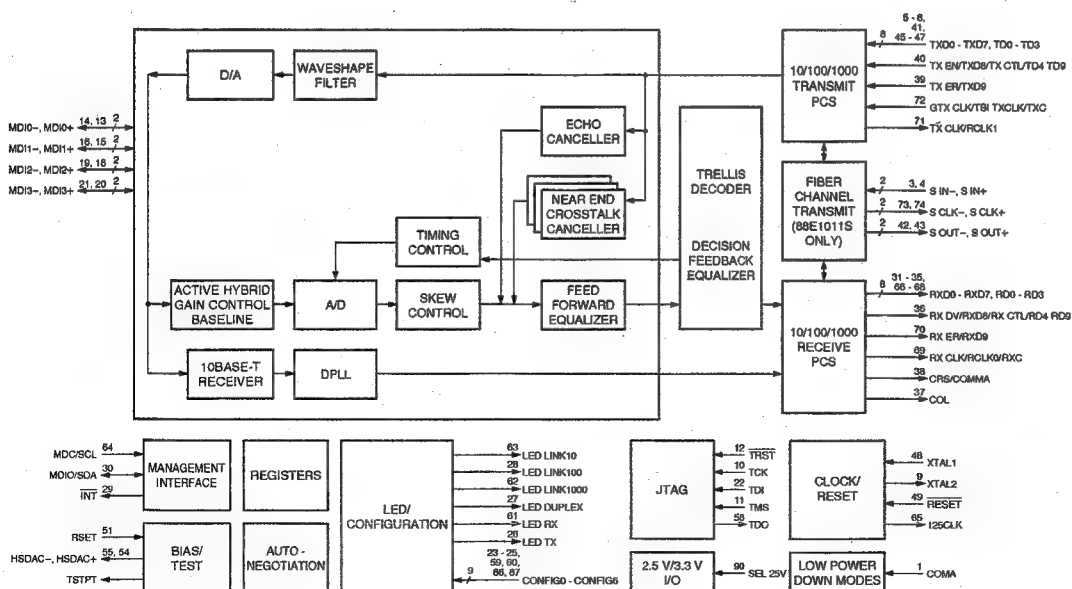 D/A
WAVESHAPE
FILTER
10/100/1000
TRANSMIT
PCS
5 - 6,
41,
8 45 - 47 TXD0 - TXD7, TD0 - TD3
40 TX EN/TXD8/TX CTL/TD4 TD9
39 TX ER/TXD9
72 GTX CLK/TBI TXCLK/TXC
71 TX CLK/RCLK1
MDI0-, MDI0+ 14, 13 2
MDI1-, MDI1+ 16, 15 2
MDI2-, MDI2+ 19, 18 2
MDI3-, MDI3+ 21, 20 2
ECHO
CANCELLER
NEAR END
CROSSTALK
CANCELLER
TRELLIS
DECODER
DECISION
FEEDBACK
EQUALIZER
FIBER
CHANNEL
TRANSMIT
(88E1011S
ONLY)
2 3, 4 S IN-, S IN+
2 73, 74 S CLK-, S CLK+
2 42, 43 S OUT-, S OUT+
TIMING
CONTROL
ACTIVE HYBRID
GAIN CONTROL
BASELINE
A/D
SKEW
CONTROL
FEED
FORWARD
EQUALIZER
10BASE-T
RECEIVER
DPLL
10/100/1000
RECEIVE
PCS
31 - 35,
8 66 - 68 RXD0 - RXD7, RD0 - RD3
36 RX DV/RXD8/RX CTL/RD4 RD9
70 RX ER/RXD9
69 RX CLK/RCLK0/RXC
38 CRS/COMMA
37 COL
MDC/SCL 64
MDIO/SDA 30
INT 29
MANAGEMENT
INTERFACE
REGISTERS
RSET 51
HSDAC-, HSDAC+ 55, 54
TSTPT
BIAS/
TEST
AUTO -
NEGOTIATION
LED/
CONFIGURATION
63 LED LINK10
28 LED LINK100
62 LED LINK1000
27 LED DUPLEX
61 LED RX
26 LED TX
23 - 25,
59, 60,
66, 67
9 CONFIG0 - CONFIG6
JTAG
12 TRST
10 TCK
22 TDI
11 TMS
56 TDO
2.5 V/3.3 V
I/O
90 SEL 25V
CLOCK/
RESET
48 XTAL1
9 XTAL2
49 RESET
65 I25CLK
LOW POWER
DOWN MODES
1 COMA